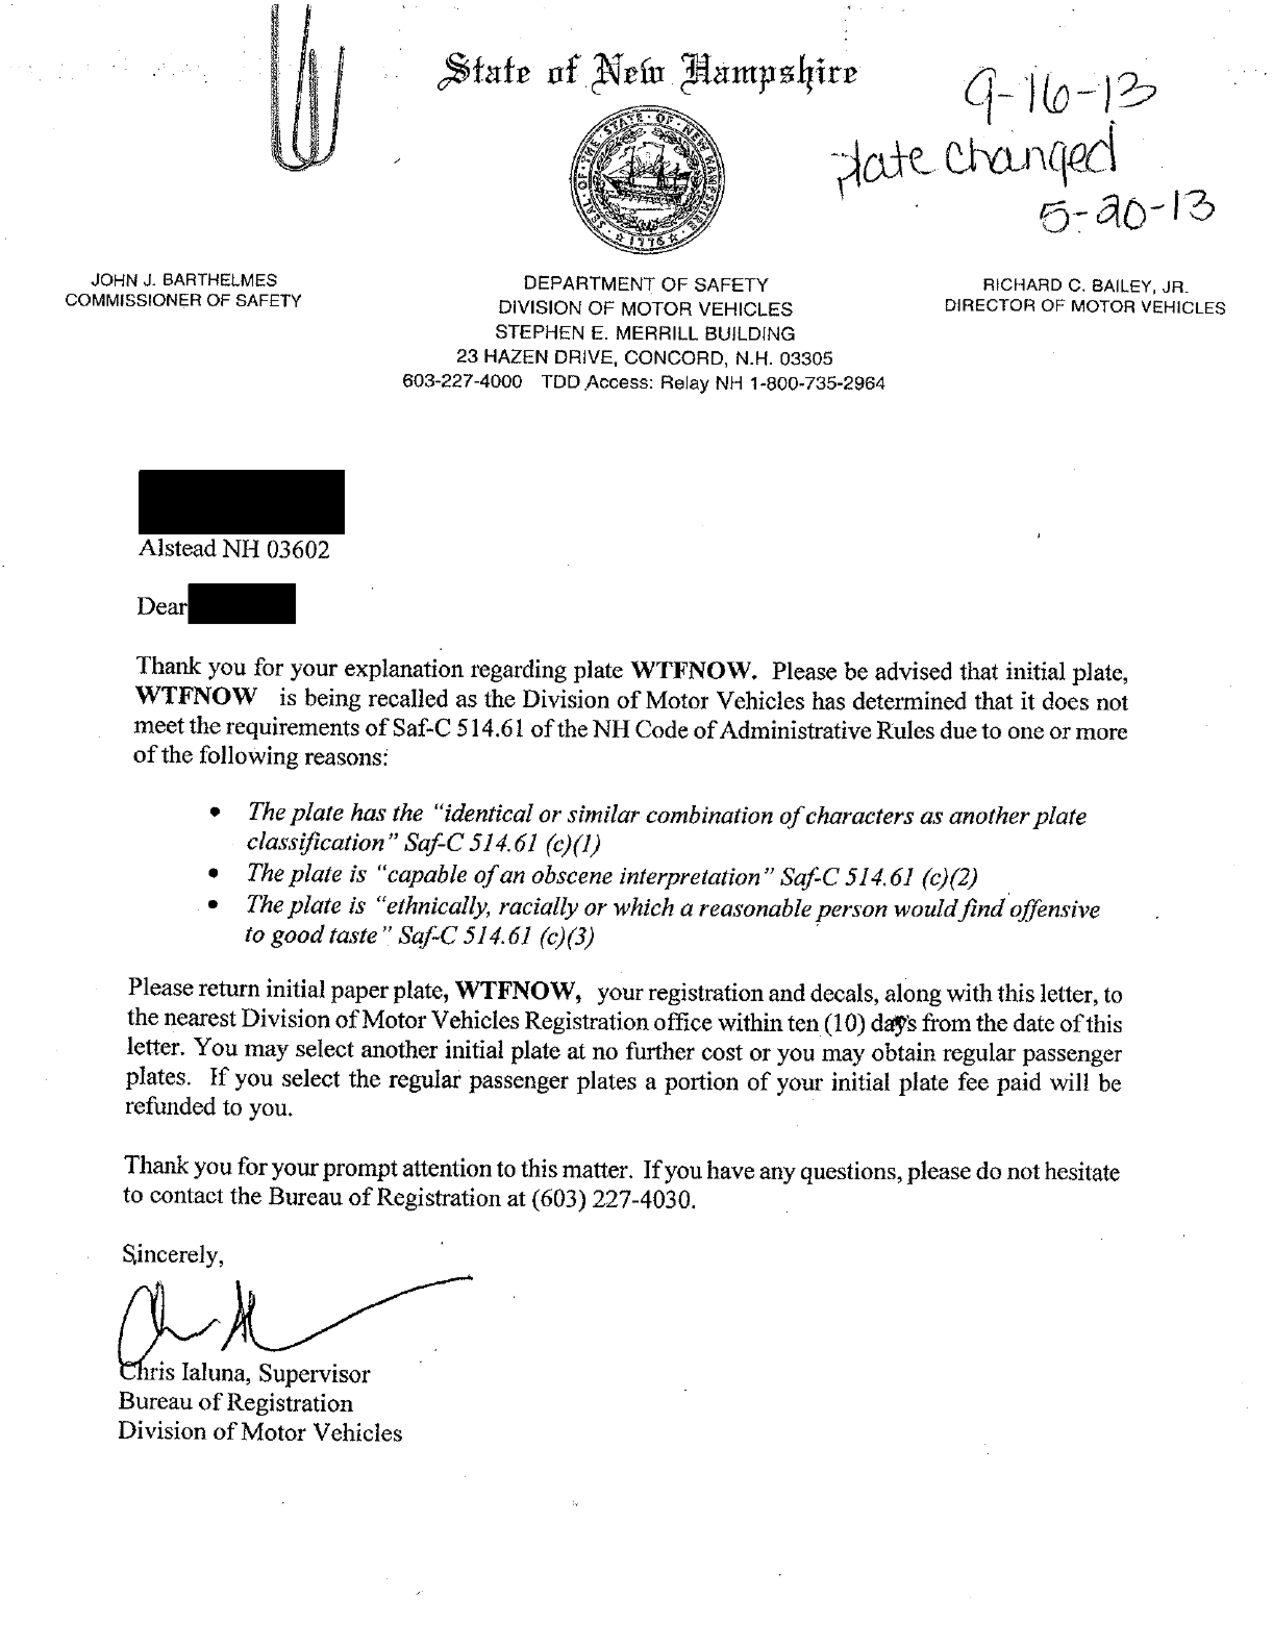 State of New Hampshire
9-16-13
plate changed
5-20-13
SEAL · OF · THE · STATE · OF · NEW HAMPSHIRE
1776
JOHN J. BARTHELMES
COMMISSIONER OF SAFETY
DEPARTMENT OF SAFETY
DIVISION OF MOTOR VEHICLES
STEPHEN E. MERRILL BUILDING
23 HAZEN DRIVE, CONCORD, N.H. 03305
603-227-4000 TDD Access: Relay NH 1-800-735-2964
RICHARD C. BAILEY, JR.
DIRECTOR OF MOTOR VEHICLES
Alstead NH 03602
Dear
Thank you for your explanation regarding plate WTFNOW. Please be advised that initial plate,
WTFNOW is being recalled as the Division of Motor Vehicles has determined that it does not
meet the requirements of Saf-C 514.61 of the NH Code of Administrative Rules due to one or more
of the following reasons:
• The plate has the “identical or similar combination of characters as another plate
classification” Saf-C 514.61 (c)(1)
• The plate is “capable of an obscene interpretation” Saf-C 514.61 (c)(2)
• The plate is “ethnically, racially or which a reasonable person would find offensive
to good taste” Saf-C 514.61 (c)(3)
Please return initial paper plate, WTFNOW, your registration and decals, along with this letter, to
the nearest Division of Motor Vehicles Registration office within ten (10) days from the date of this
letter. You may select another initial plate at no further cost or you may obtain regular passenger
plates. If you select the regular passenger plates a portion of your initial plate fee paid will be
refunded to you.
Thank you for your prompt attention to this matter. If you have any questions, please do not hesitate
to contact the Bureau of Registration at (603) 227-4030.
Sincerely,
Chris Ialuna, Supervisor
Bureau of Registration
Division of Motor Vehicles